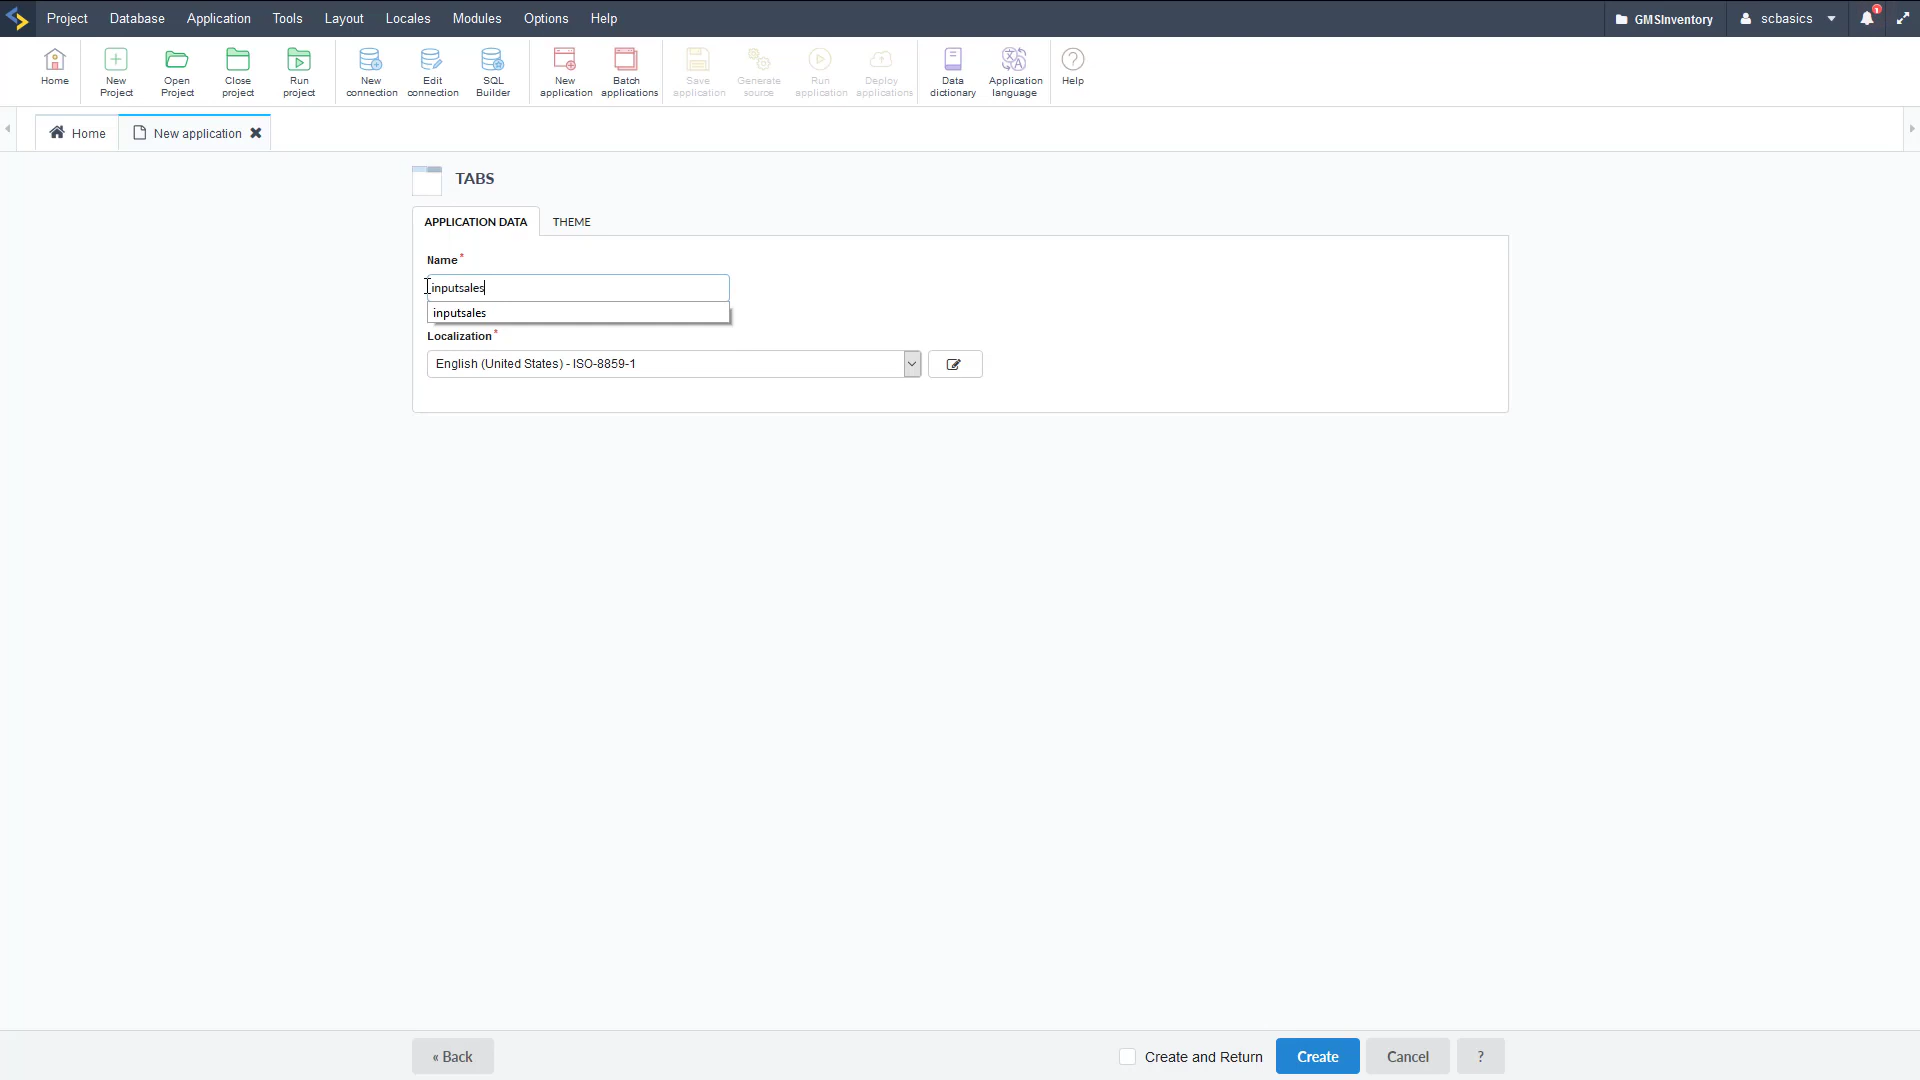 Project Database Application Tools Layout Locales Modules Options Help GMSInventory scbasics 1
Home New Project Open Project Close project Run project New connection Edit connection SQL Builder New application Batch applications Save application Generate source Run application Deploy applications Data dictionary Application language Help
Home New application
TABS
APPLICATION DATA THEME
Name*
inputsales
inputsales
Localization*
English (United States) - ISO-8859-1
« Back Create and Return Create Cancel ?